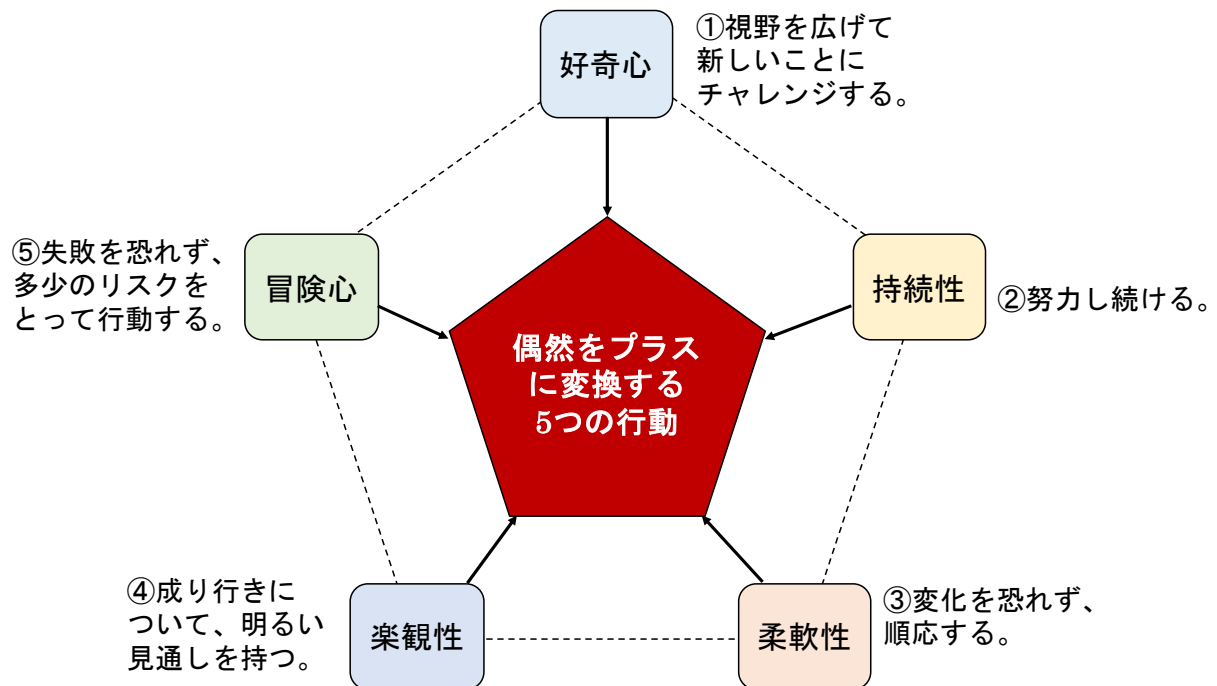 好奇心
①視野を広げて
新しいことに
チャレンジする。
持続性
②努力し続ける。
柔軟性
③変化を恐れず、
順応する。
楽観性
④成り行きに
ついて、明るい
見通しを持つ。
冒険心
⑤失敗を恐れず、
多少のリスクを
とって行動する。
偶然をプラス
に変換する
5つの行動